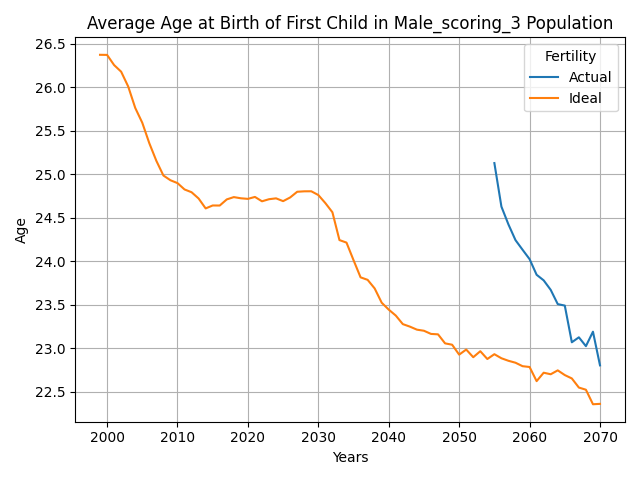 Average Age at Birth of First Child in Male_scoring_3 Population
Fertility
Actual
Ideal
Age
26.5
26.0
25.5
25.0
24.5
24.0
23.5
23.0
22.5
2000 2010 2020 2030 2040 2050 2060 2070
Years